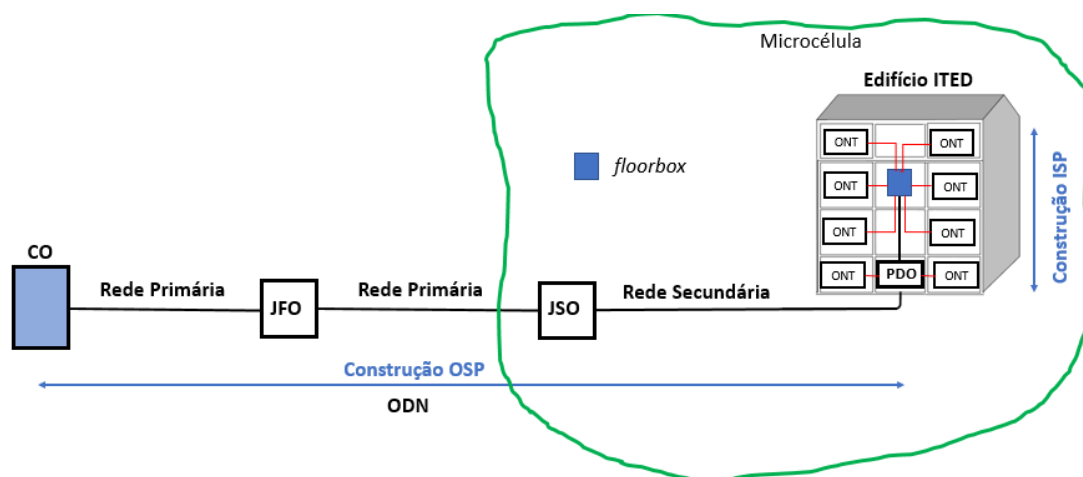 Microcélula
Edifício ITED
ONT
ONT
floorbox
ONT
ONT
Construção ISP
ONT
ONT
CO
ONT
PDO
ONT
Rede Primária
Rede Primária
Rede Secundária
JFO
JSO
Construção OSP
ODN